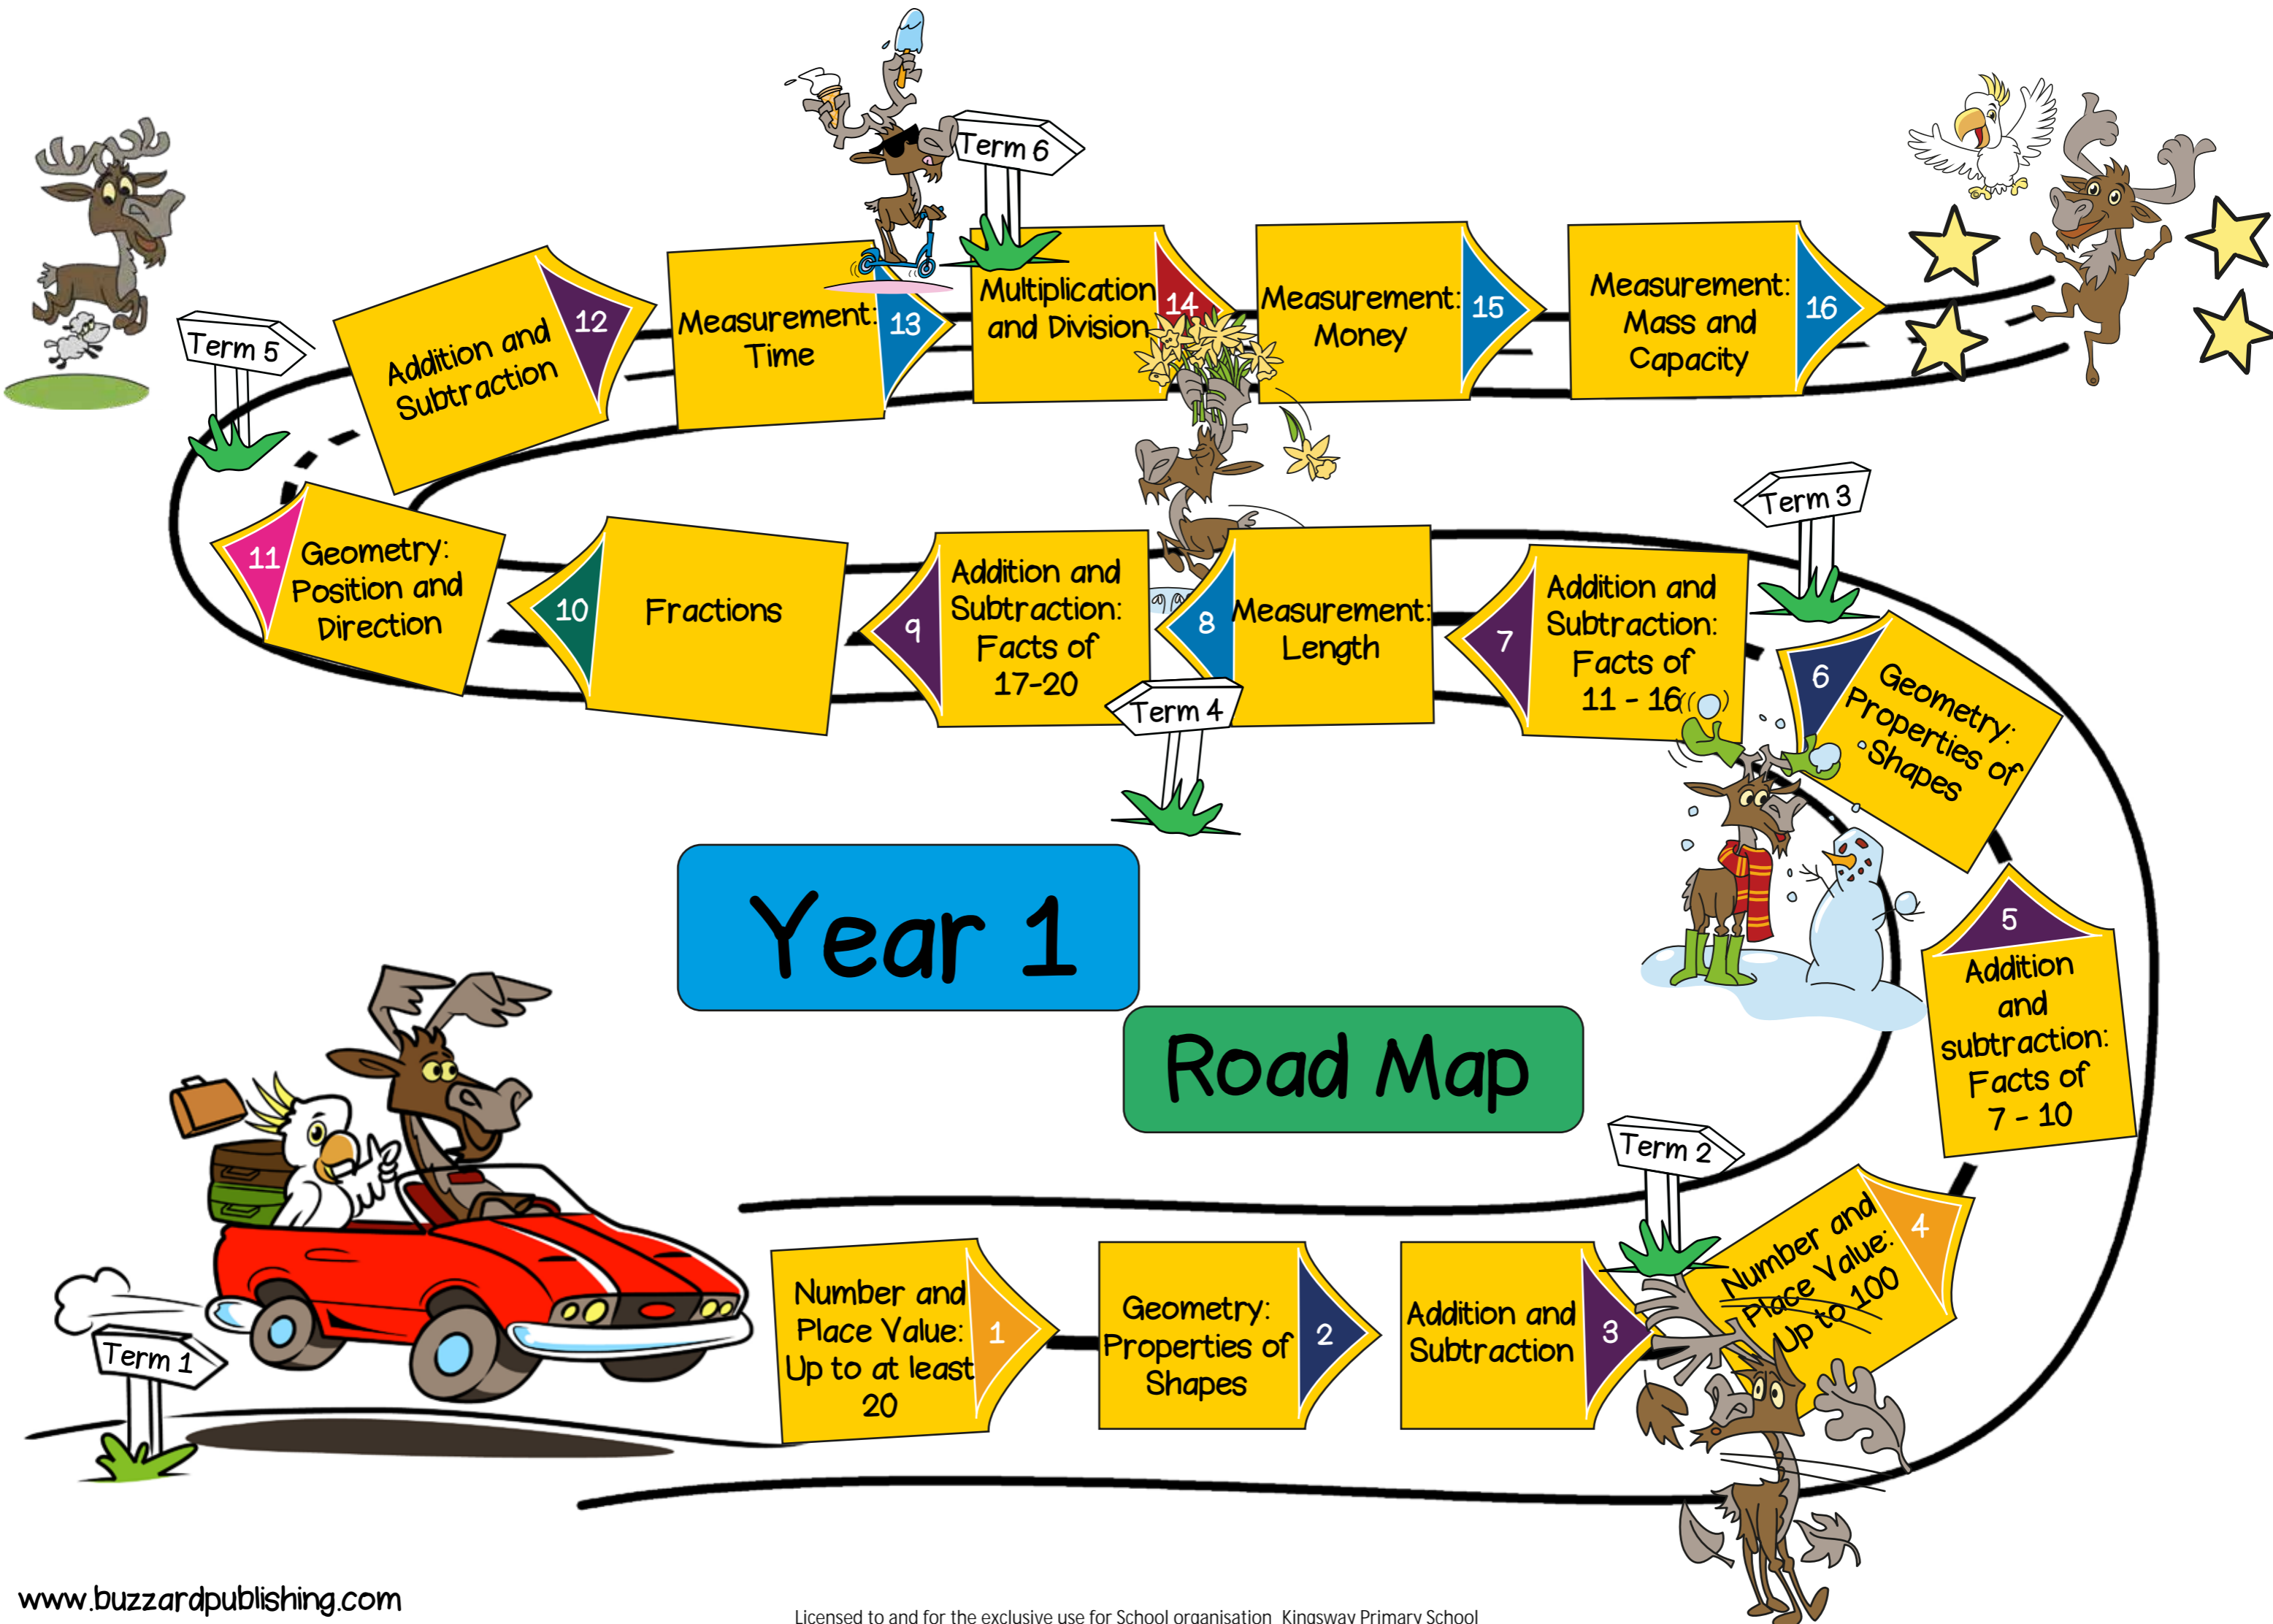 Year 1
Road Map
Term 1
Number and
Place Value:
Up to at least
20
1
Geometry:
Properties of
Shapes
2
Addition and
Subtraction
3
Term 2
Number and
Place Value:
Up to 100
4
Addition
and
subtraction:
Facts of
7 - 10
5
Geometry:
Properties of
Shapes
6
Term 3
Addition and
Subtraction:
Facts of
11 - 16
7
Measurement:
Length
8
Term 4
Addition and
Subtraction:
Facts of
17-20
9
Fractions
10
Geometry:
Position and
Direction
11
Term 5
Addition and
Subtraction
12
Measurement:
Time
13
Term 6
Multiplication
and Division
14
Measurement:
Money
15
Measurement:
Mass and
Capacity
16
www.buzzardpublishing.com
Licensed to and for the exclusive use for School organisation Kingsway Primary School